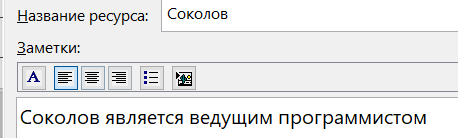 Название ресурса: Соколов
Заметки:
A
Соколов является ведущим программистом